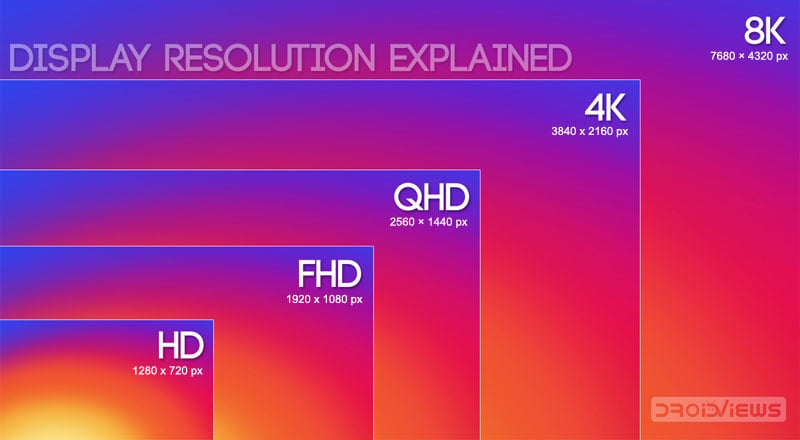 DISPLAY RESOLUTION EXPLAINED
8K
7680 × 4320 px
4K
3840 x 2160 px
QHD
2560 × 1440 px
FHD
1920 x 1080 px
HD
1280 x 720 px
DROIDVIEWS